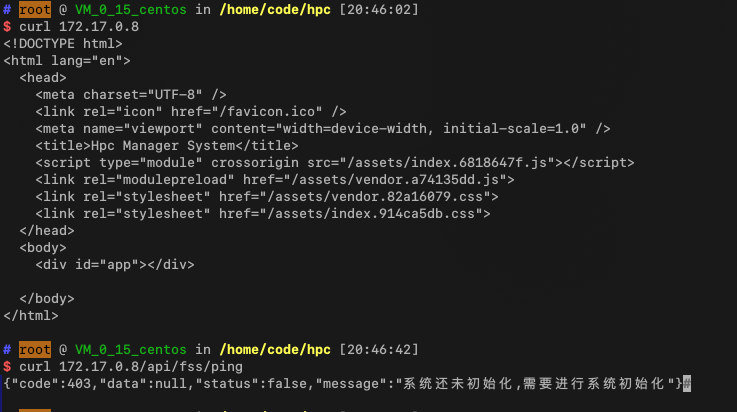 # root @ VM_0_15_centos in /home/code/hpc [20:46:02]
$ curl 172.17.0.8
<!DOCTYPE html>
<html lang="en">
  <head>
    <meta charset="UTF-8" />
    <link rel="icon" href="/favicon.ico" />
    <meta name="viewport" content="width=device-width, initial-scale=1.0" />
    <title>Hpc Manager System</title>
    <script type="module" crossorigin src="/assets/index.6818647f.js"></script>
    <link rel="modulepreload" href="/assets/vendor.a74135dd.js">
    <link rel="stylesheet" href="/assets/vendor.82a16079.css">
    <link rel="stylesheet" href="/assets/index.914ca5db.css">
  </head>
  <body>
    <div id="app"></div>

  </body>
</html>

# root @ VM_0_15_centos in /home/code/hpc [20:46:42]
$ curl 172.17.0.8/api/fss/ping
{"code":403,"data":null,"status":false,"message":"系统还未初始化,需要进行系统初始化"}#